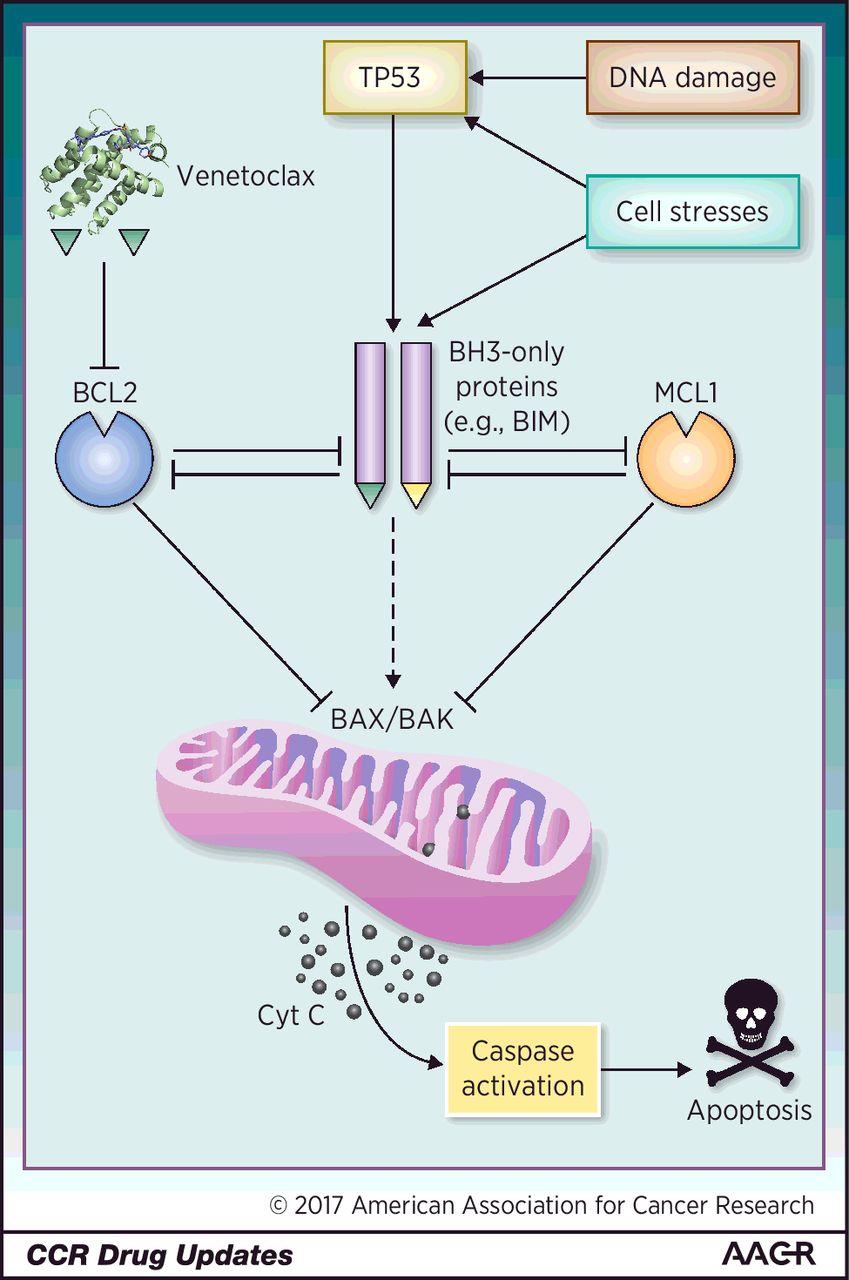 TP53
DNA damage
Venetoclax
Cell stresses
BH3-only
proteins
(e.g., BIM)
BCL2
MCL1
BAX/BAK
Cyt C
Caspase
activation
Apoptosis
© 2017 American Association for Cancer Research
CCR Drug Updates
AACR